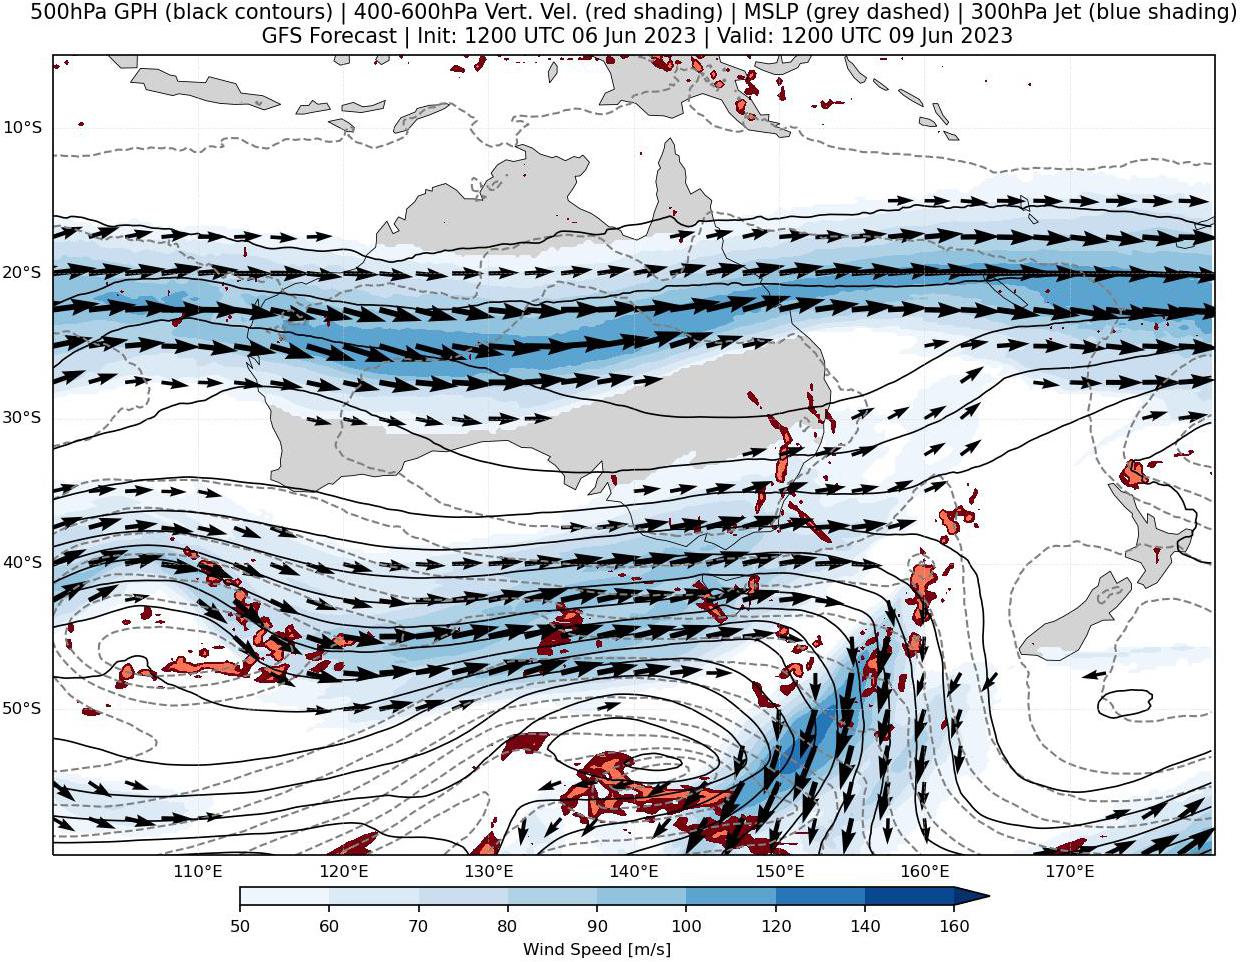 500hPa GPH (black contours) | 400-600hPa Vert. Vel. (red shading) | MSLP (grey dashed) | 300hPa Jet (blue shading)
GFS Forecast | Init: 1200 UTC 06 Jun 2023 | Valid: 1200 UTC 09 Jun 2023
10°S
20°S
30°S
40°S
50°S
110°E 120°E 130°E 140°E 150°E 160°E 170°E
50 60 70 80 90 100 120 140 160
Wind Speed [m/s]